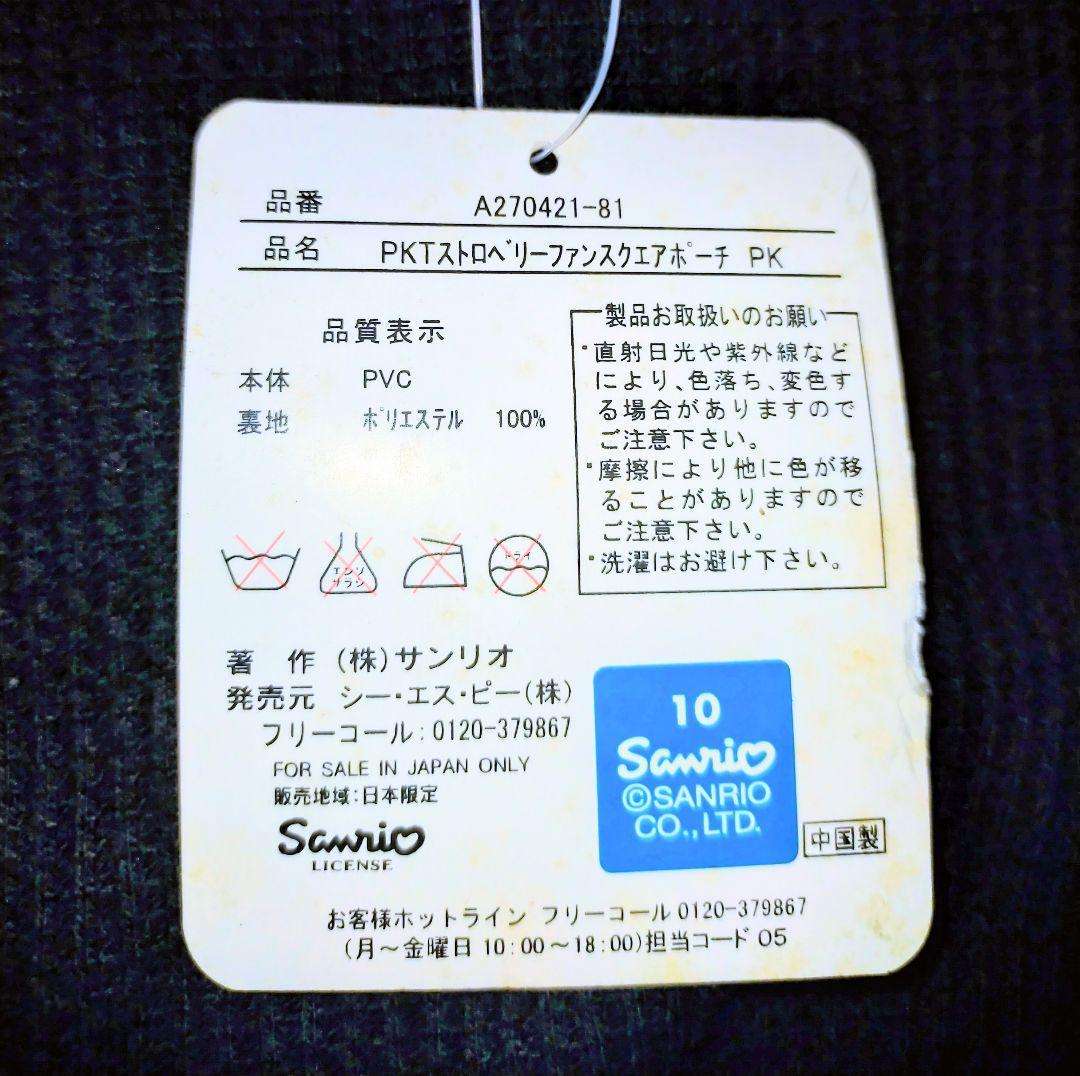 品番 A270421-81
品名 PKTストロベリーファンスクエアポーチ PK
品質表示
本体 PVC
裏地 ポリエステル 100%
エンソ
サラシ
ドライ
製品お取扱いのお願い
・直射日光や紫外線など
により、色落ち、変色す
る場合がありますので
ご注意下さい。
・摩擦により他に色が移
ることがありますので
ご注意下さい。
・洗濯はお避け下さい。
著 作 (株)サンリオ
発売元 シー・エス・ピー(株)
フリーコール:0120-379867
FOR SALE IN JAPAN ONLY
販売地域:日本限定
Sanrio
LICENSE
10
Sanrio
©SANRIO
CO.,LTD.
中国製
お客様ホットライン フリーコール 0120-379867
(月～金曜日 10:00～18:00)担当コード 05